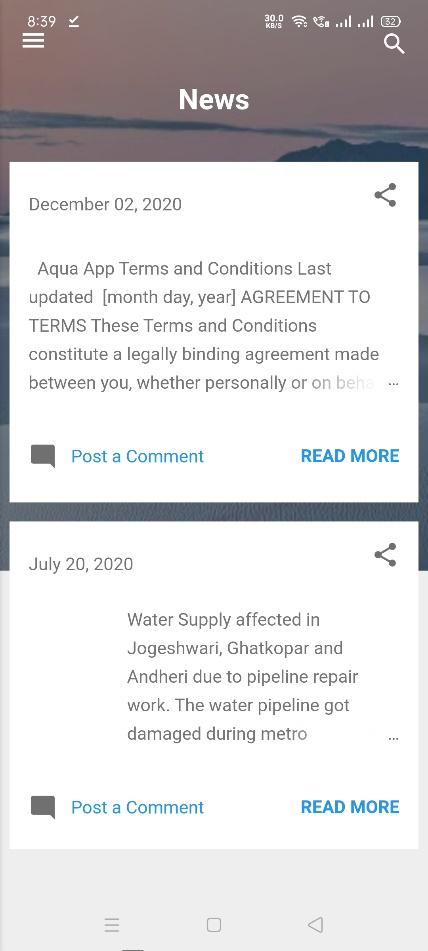 8:39
30.0
KB/S
32
News
December 02, 2020
Aqua App Terms and Conditions Last
updated [month day, year] AGREEMENT TO
TERMS These Terms and Conditions
constitute a legally binding agreement made
between you, whether personally or on beha ...
Post a Comment
READ MORE
July 20, 2020
Water Supply affected in
Jogeshwari, Ghatkopar and
Andheri due to pipeline repair
work. The water pipeline got
damaged during metro ...
Post a Comment
READ MORE